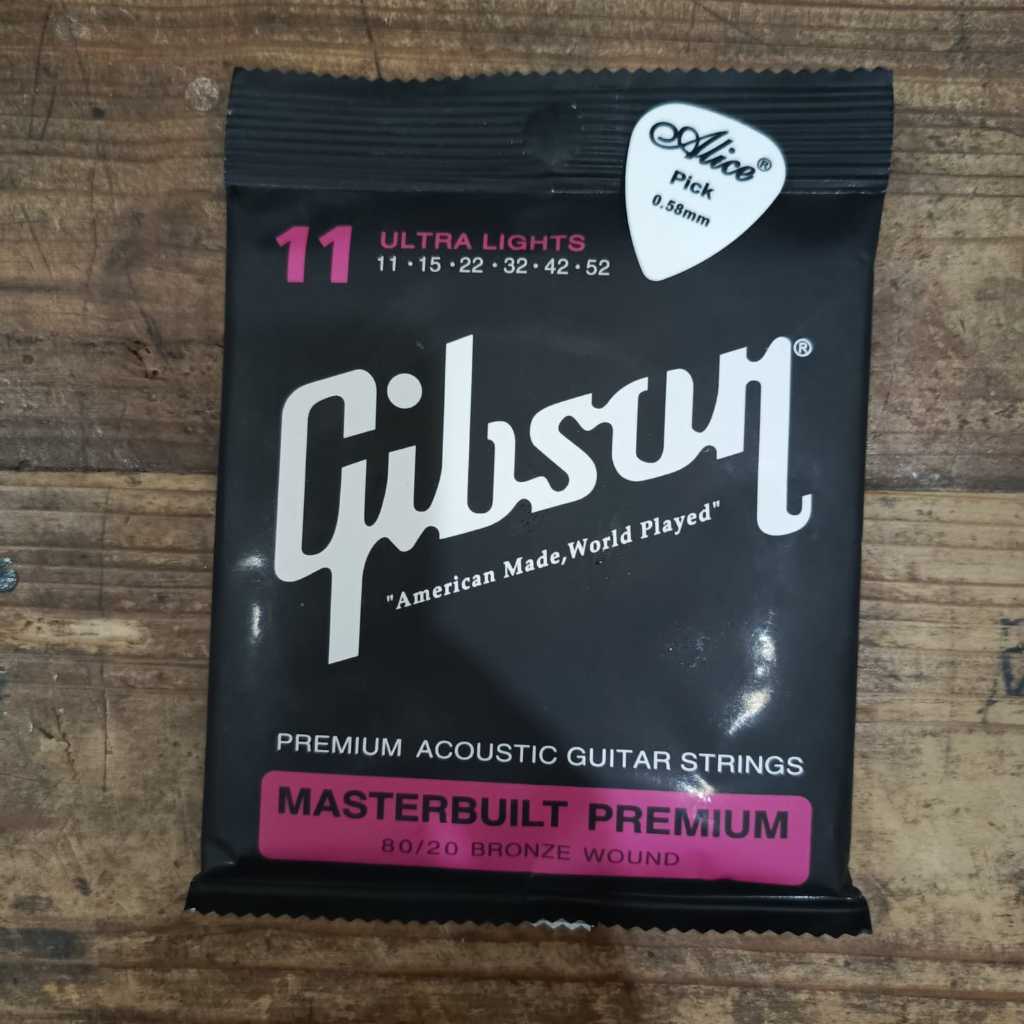 Alice®
Pick
0.58mm
11 ULTRA LIGHTS
11•15•22•32•42•52
Gibson®
"American Made,World Played"
PREMIUM ACOUSTIC GUITAR STRINGS
MASTERBUILT PREMIUM
80/20 BRONZE WOUND